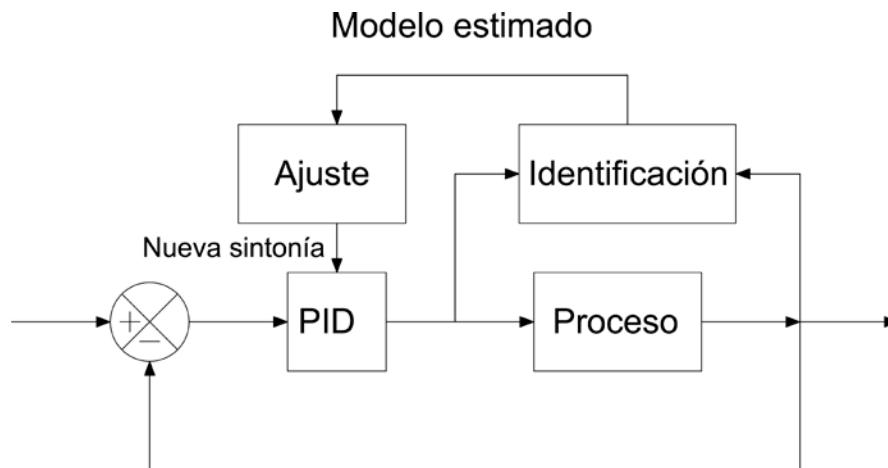 Modelo estimado
Ajuste
Identificación
Nueva sintonía
+
−
PID
Proceso